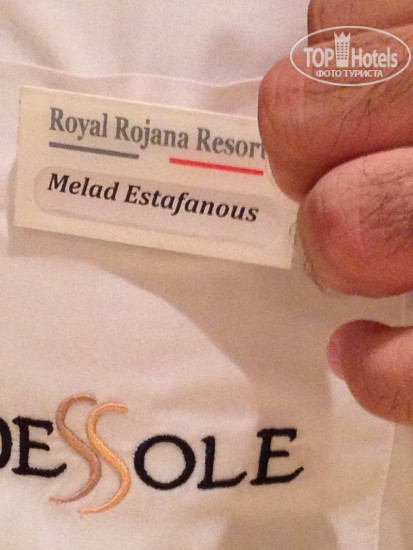 TOP Hotels
ФОТО ТУРИСТА
Royal Rojana Resort
Melad Estafanous
DESSOLE